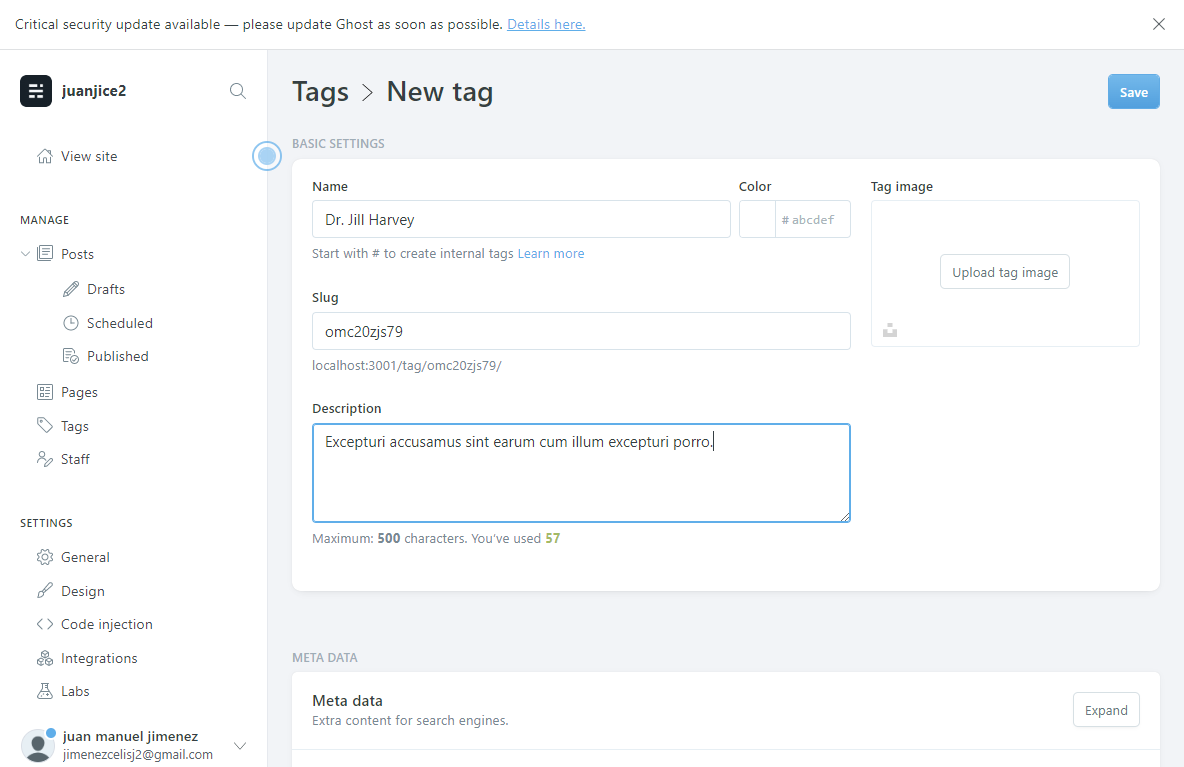 Critical security update available — please update Ghost as soon as possible. Details here.
juanjice2
View site
MANAGE
Posts
Drafts
Scheduled
Published
Pages
Tags
Staff
SETTINGS
General
Design
Code injection
Integrations
Labs
juan manuel jimenez
jimenezcelisj2@gmail.com
Tags > New tag
Save
BASIC SETTINGS
Name
Dr. Jill Harvey
Start with # to create internal tags Learn more
Color
# abcdef
Slug
omc20zjs79
localhost:3001/tag/omc20zjs79/
Description
Excepturi accusamus sint earum cum illum excepturi porro.
Maximum: 500 characters. You've used 57
Tag image
Upload tag image
META DATA
Meta data
Extra content for search engines.
Expand